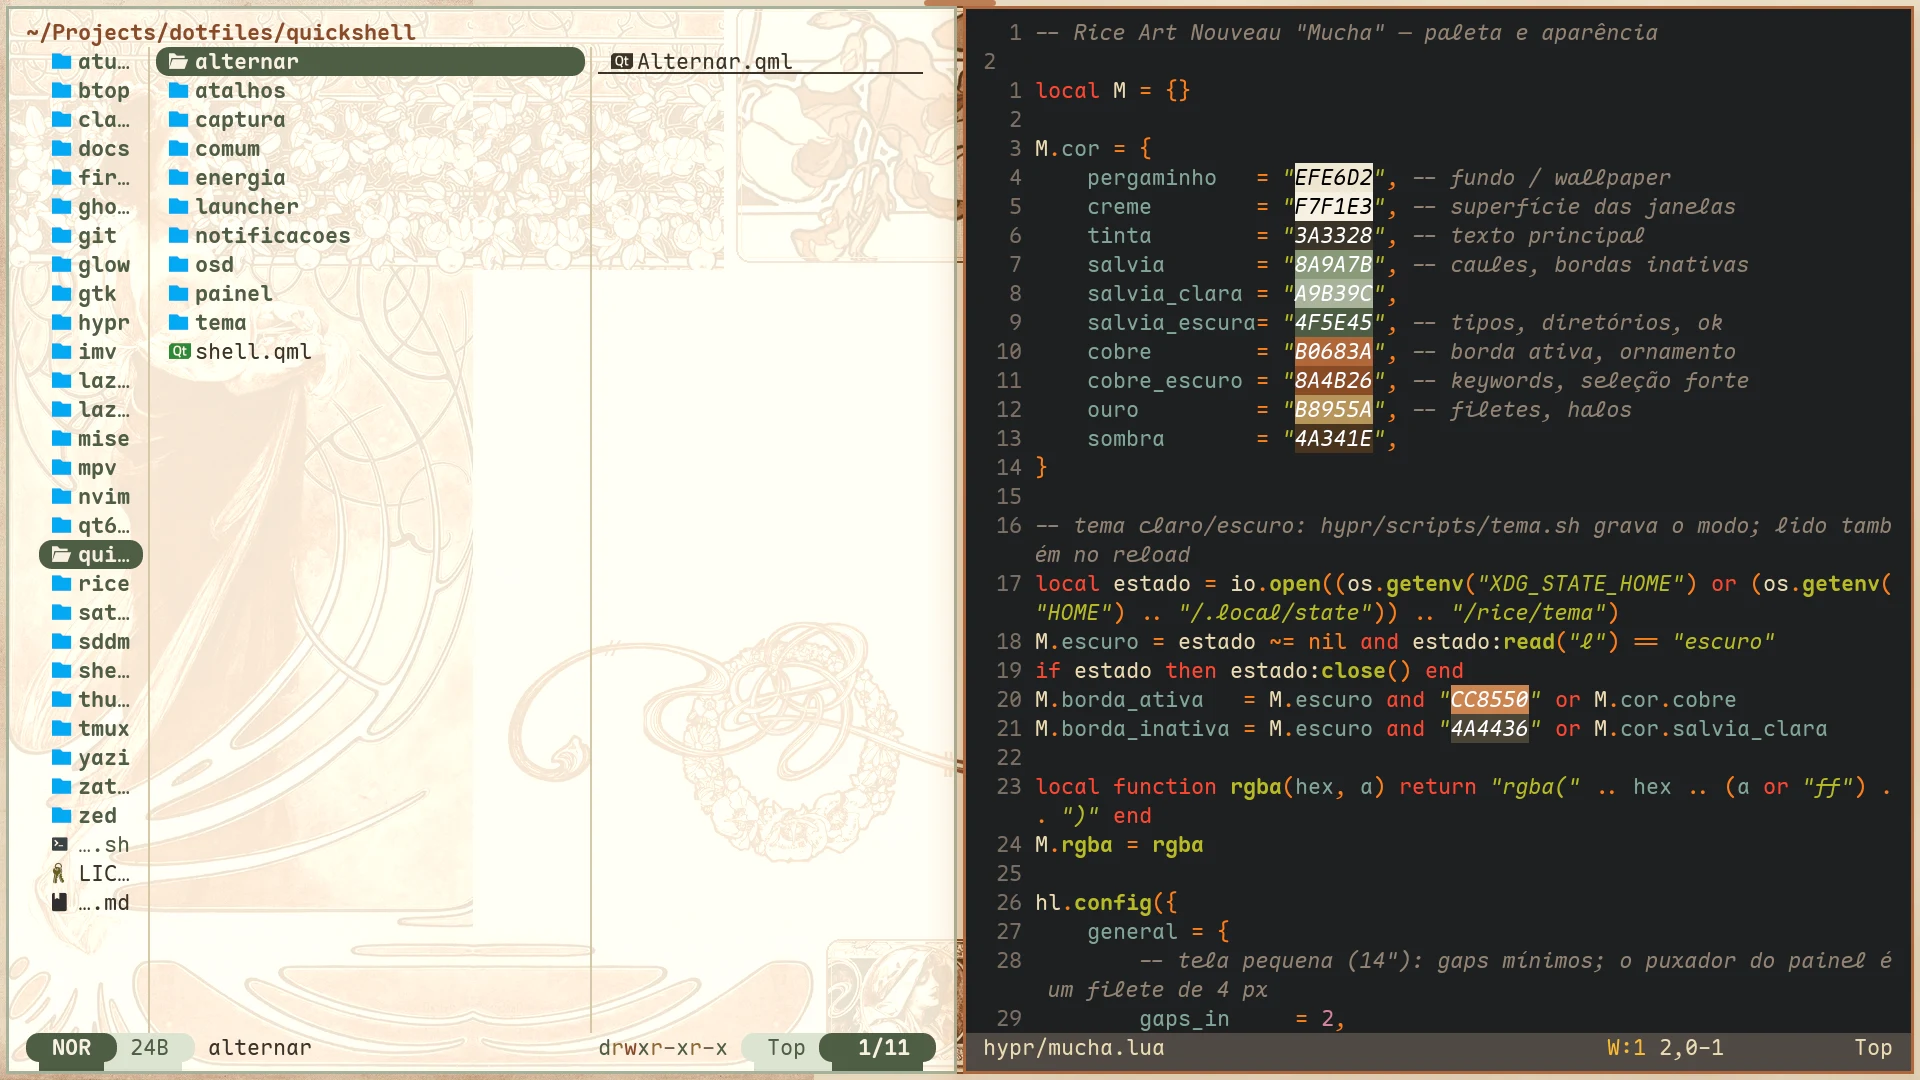 ~/Projects/dotfiles/quickshell
atu…
btop
cla…
docs
fir…
gho…
git
glow
gtk
hypr
imv
laz…
laz…
mise
mpv
nvim
qt6…
qui…
rice
sat…
sddm
she…
thu…
tmux
yazi
zat…
zed
….sh
LIC…
….md
alternar
atalhos
captura
comum
energia
launcher
notificacoes
osd
painel
tema
Qt shell.qml
Qt Alternar.qml
NOR 24B alternar drwxr-xr-x Top 1/11
1 -- Rice Art Nouveau "Mucha" — paleta e aparência
2
1 local M = {}
2
3 M.cor = {
4     pergaminho   = "EFE6D2", -- fundo / wallpaper
5     creme        = "F7F1E3", -- superfície das janelas
6     tinta        = "3A3328", -- texto principal
7     salvia       = "8A9A7B", -- caules, bordas inativas
8     salvia_clara = "A9B39C",
9     salvia_escura= "4F5E45", -- tipos, diretórios, ok
10     cobre        = "B0683A", -- borda ativa, ornamento
11     cobre_escuro = "8A4B26", -- keywords, seleção forte
12     ouro         = "B8955A", -- filetes, halos
13     sombra       = "4A341E",
14 }
15
16 -- tema claro/escuro: hypr/scripts/tema.sh grava o modo; lido tamb
ém no reload
17 local estado = io.open((os.getenv("XDG_STATE_HOME") or (os.getenv(
"HOME") .. "/.local/state")) .. "/rice/tema")
18 M.escuro = estado ~= nil and estado:read("l") == "escuro"
19 if estado then estado:close() end
20 M.borda_ativa   = M.escuro and "CC8550" or M.cor.cobre
21 M.borda_inativa = M.escuro and "4A4436" or M.cor.salvia_clara
22
23 local function rgba(hex, a) return "rgba(" .. hex .. (a or "ff") .
. ")" end
24 M.rgba = rgba
25
26 hl.config({
27     general = {
28         -- tela pequena (14"): gaps mínimos; o puxador do painel é
um filete de 4 px
29         gaps_in     = 2,
hypr/mucha.lua W:1 2,0-1 Top